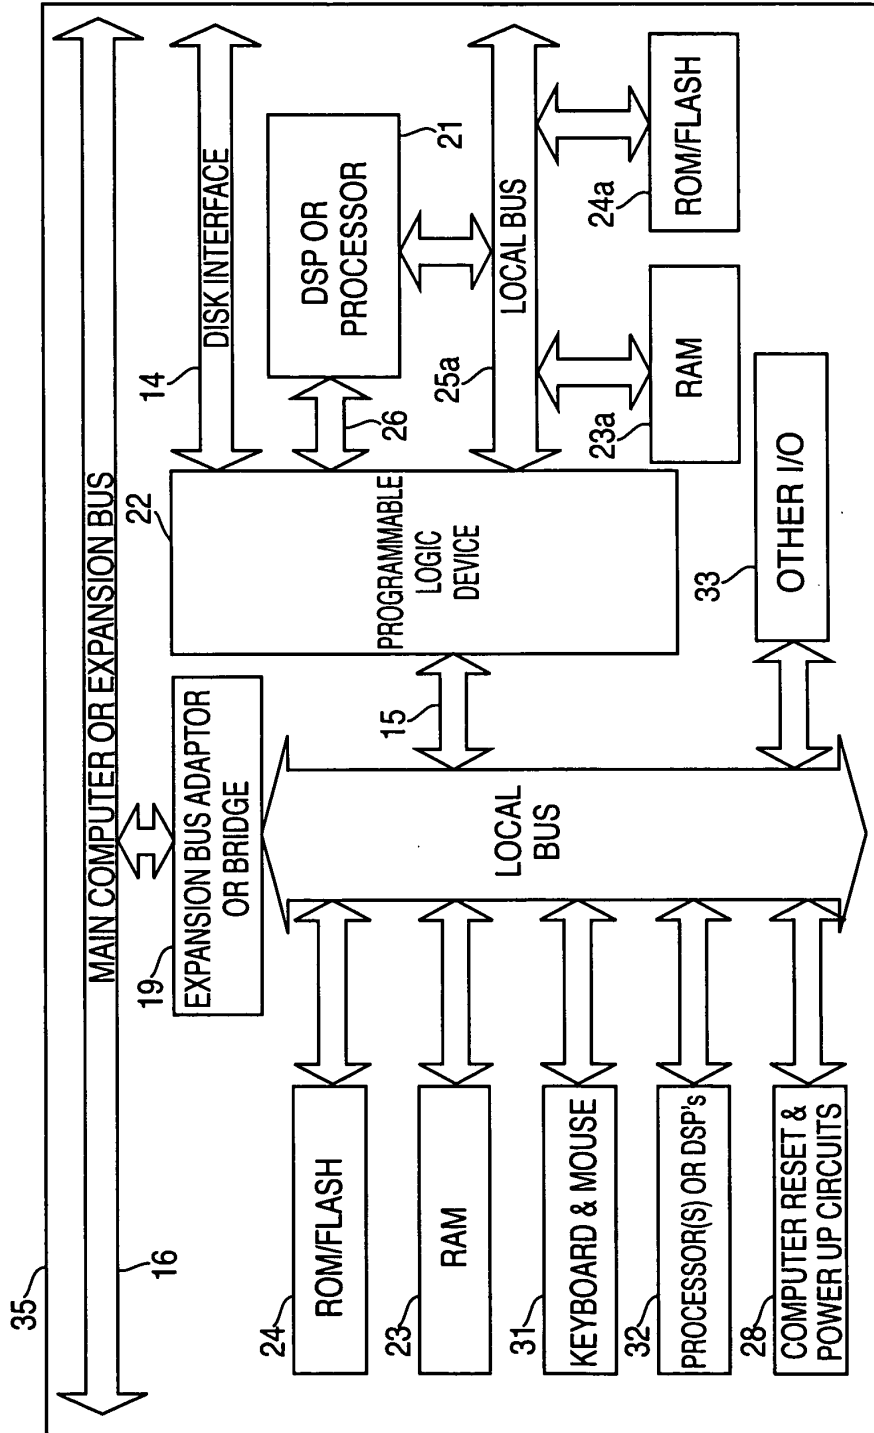 35
MAIN COMPUTER OR EXPANSION BUS
16
19
EXPANSION BUS ADAPTOR
OR BRIDGE
22
PROGRAMMABLE
LOGIC
DEVICE
14
DISK INTERFACE
DSP OR
PROCESSOR
21
26
25a
LOCAL BUS
15
24
ROM/FLASH
23
RAM
31
KEYBOARD & MOUSE
32
PROCESSOR(S) OR DSP's
28
COMPUTER RESET &
POWER UP CIRCUITS
LOCAL
BUS
23a
RAM
24a
ROM/FLASH
33
OTHER I/O